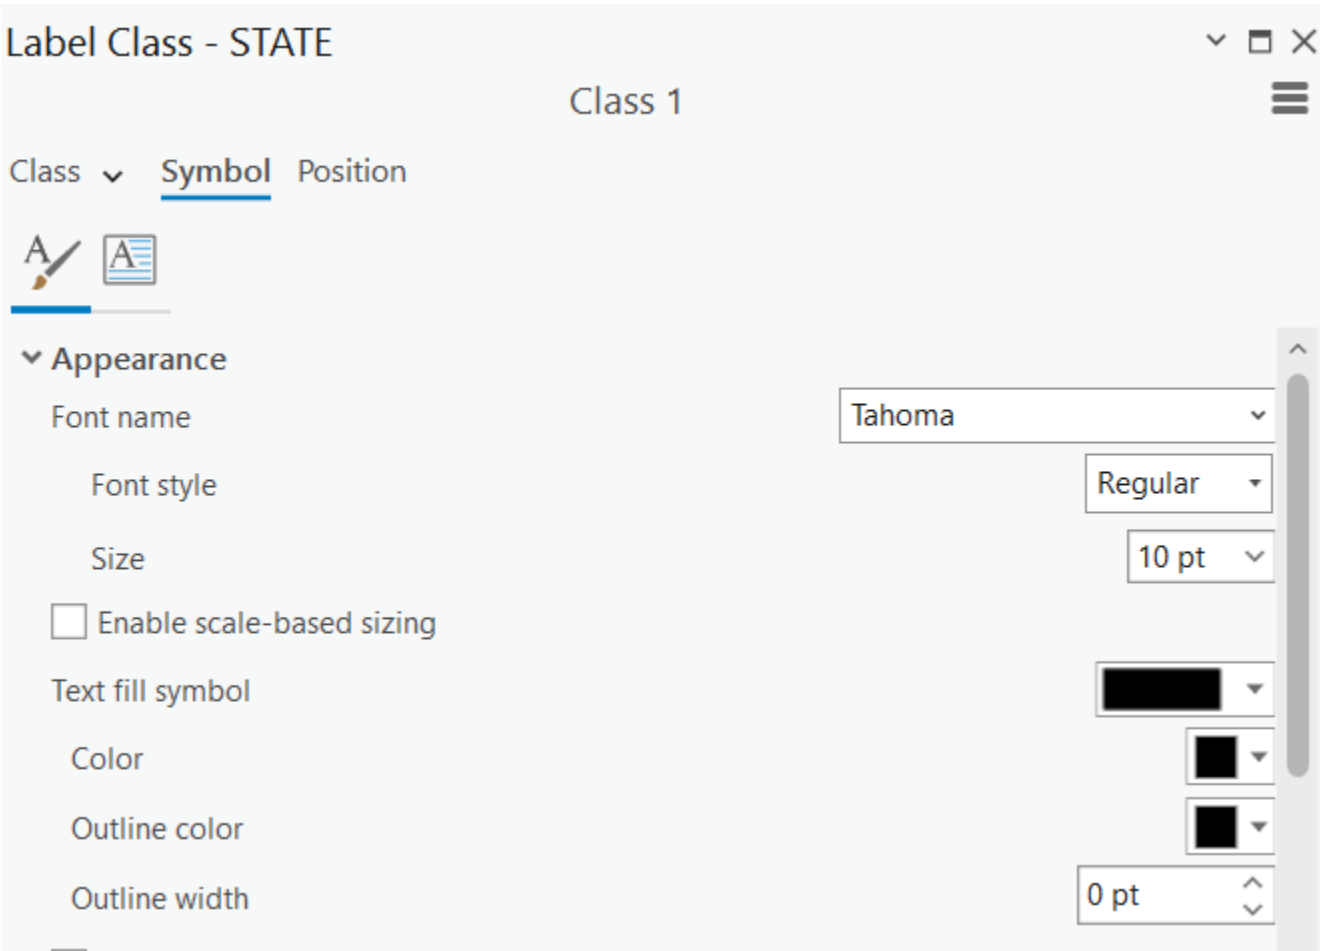 Label Class - STATE
Class 1
Class Symbol Position
A A
Appearance
Font name Tahoma
Font style Regular
Size 10 pt
Enable scale-based sizing
Text fill symbol
Color
Outline color
Outline width 0 pt